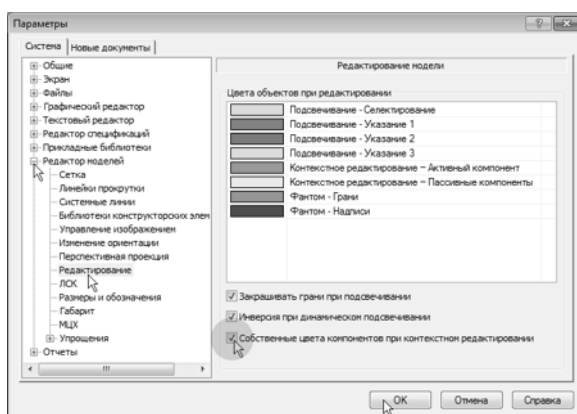 Параметры
Система
Новые документы
Общие
Экран
Файлы
Графический редактор
Текстовый редактор
Редактор спецификаций
Прикладные библиотеки
Редактор моделей
Сетка
Линейки прокрутки
Системные линии
Библиотеки конструкторских элем
Управление изображением
Изменение ориентации
Перспективная проекция
Редактирование
ЛСК
Размеры и обозначения
Габарит
МЦХ
Упрощения
Отчеты
Редактирование модели
Цвета объектов при редактировании
Подсвечивание - Селектирование
Подсвечивание - Указание 1
Подсвечивание - Указание 2
Подсвечивание - Указание 3
Контекстное редактирование – Активный компонент
Контекстное редактирование – Пассивные компоненты
Фантом - Грани
Фантом - Надписи
Закрашивать грани при подсвечивании
Инверсия при динамическом подсвечивании
Собственные цвета компонентов при контекстном редактировании
OK
Отмена
Справка